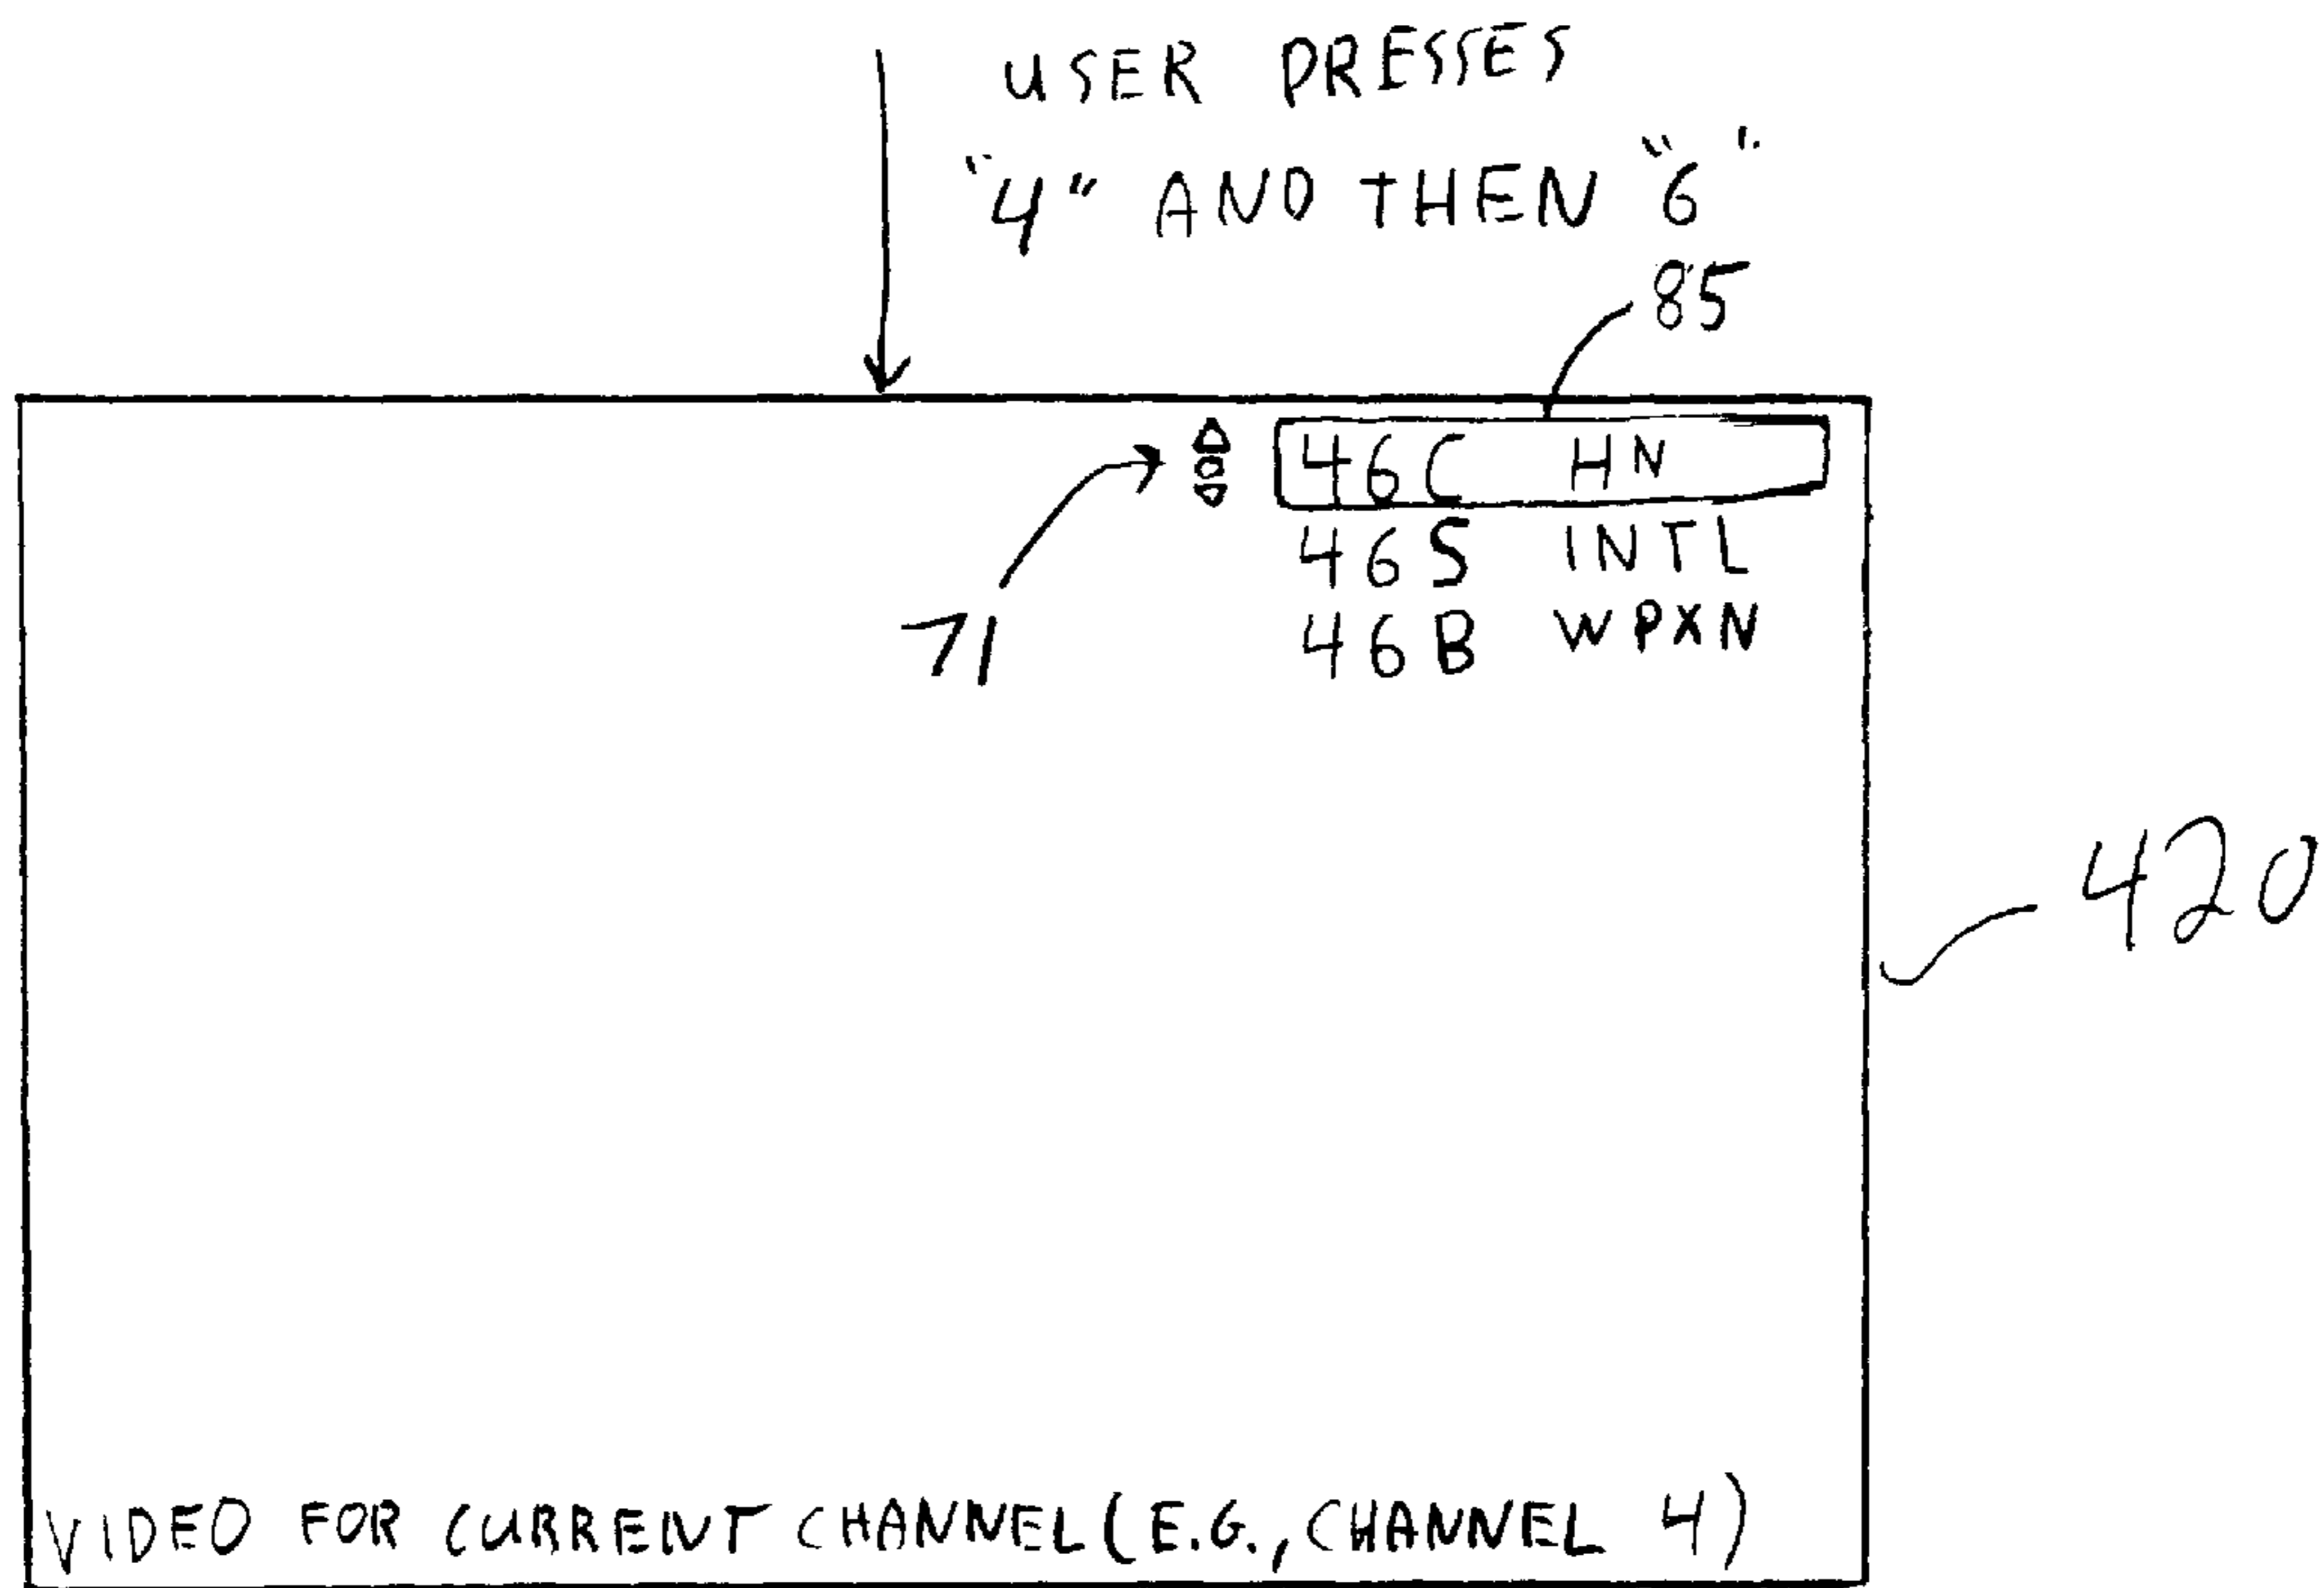 USER PRESSES
"4" AND THEN "6"
85
46C HN
46S INTL
46B WPXN
71
420
VIDEO FOR CURRENT CHANNEL (E.G., CHANNEL 4)